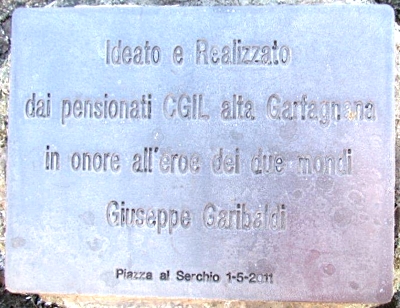 Ideato e Realizzato
dai pensionati CGIL alta Garfagnana
in onore all'eroe dei due mondi
Giuseppe Garibaldi
Piazza al Serchio 1-5-2011